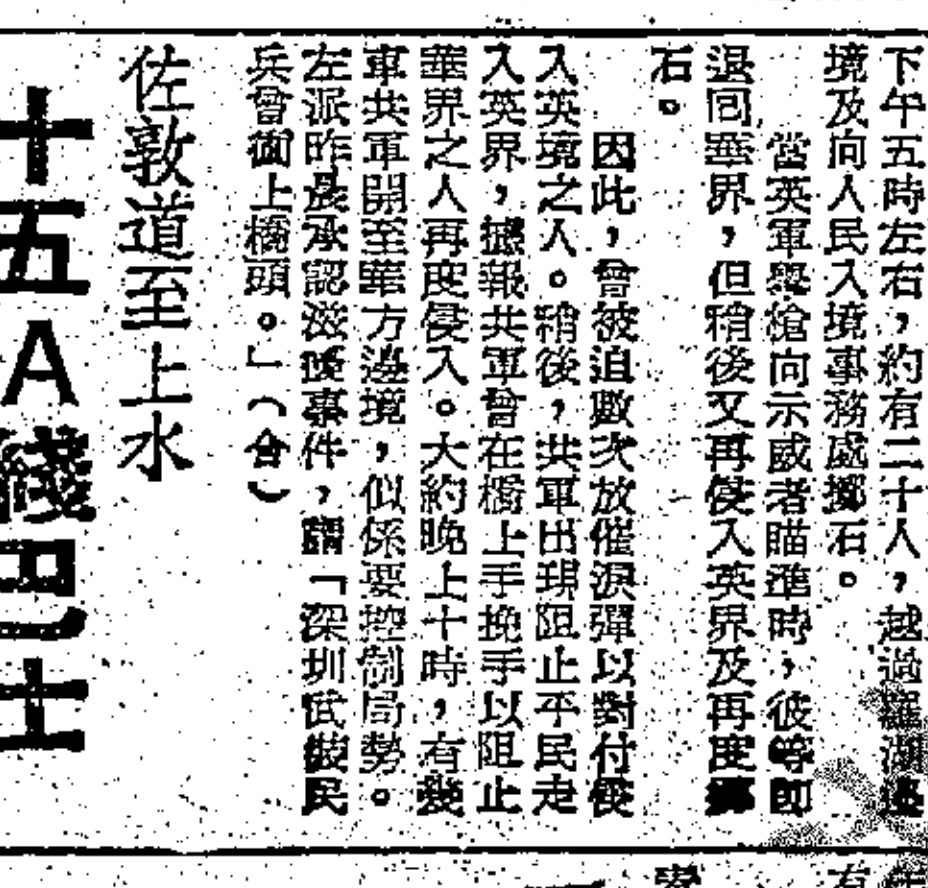 下午五時左右，約有二十人，越過羅湖邊
境及向人民入境事務處擲石。
當英軍舉槍向示威者瞄準時，彼等即
退回華界，但稍後又再侵入英界及再度擲
石。
因此，曾被迫數次放催淚彈以對付侵
入英境之人。稍後，共軍出現阻止平民走
入英界，據報共軍曾在橋上手挽手以阻止
華界之人再度侵入。大約晚上十時，有幾
車共軍開至華方邊境，似係要控制局勢。
左派昨晨承認滋擾事件，謂「深圳武裝民
兵曾衝上橋頭。」（合）
佐敦道至上水
十五A綫巴士